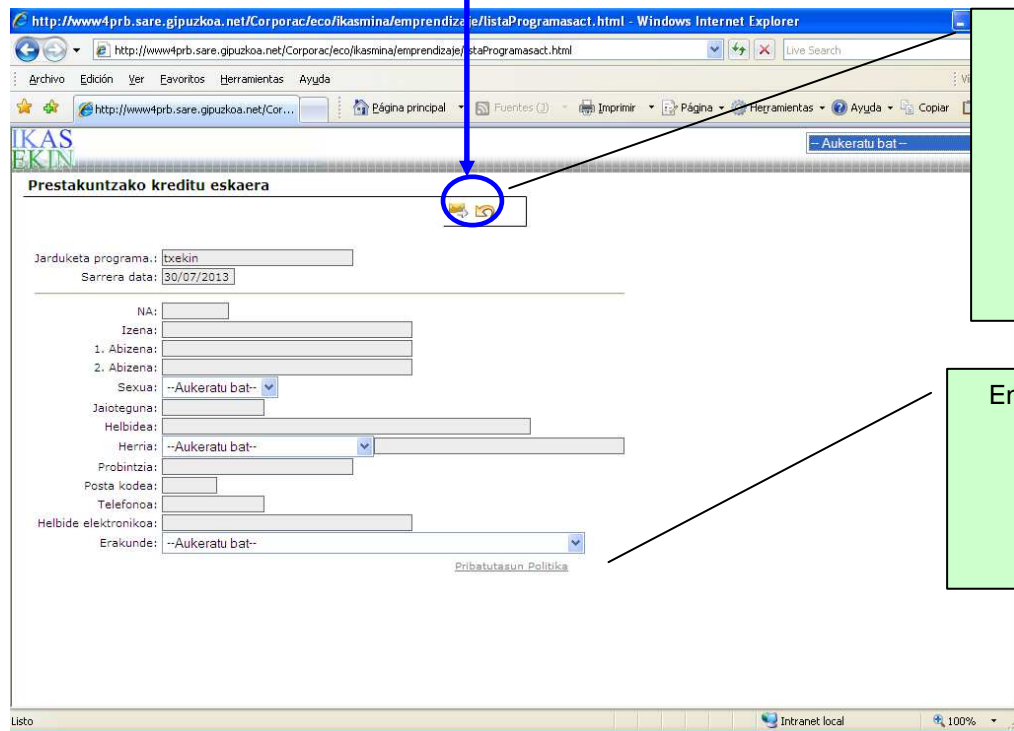 http://www4prb.sare.gipuzkoa.net/Corporac/eco/ikasmina/emprendizaje/listaProgramasact.html - Windows Internet Explorer
http://www4prb.sare.gipuzkoa.net/Corporac/eco/ikasmina/emprendizaje/listaProgramasact.html
Live Search
Archivo Edición Ver Favoritos Herramientas Ayuda
http://www4prb.sare.gipuzkoa.net/Cor... Página principal Fuentes (J) Imprimir Página Herramientas Ayuda Copiar
IKAS
EKIN
-- Aukeratu bat --
Prestakuntzako kreditu eskaera
Jarduketa programa.: txekin
Sarrera data: 30/07/2013
NA:
Izena:
1. Abizena:
2. Abizena:
Sexua: --Aukeratu bat--
Jaioteguna:
Helbidea:
Herria: --Aukeratu bat--
Probintzia:
Posta kodea:
Telefonoa:
Helbide elektronikoa:
Erakunde: --Aukeratu bat--
Pribatutasun Politika
Er
Listo Intranet local 100%